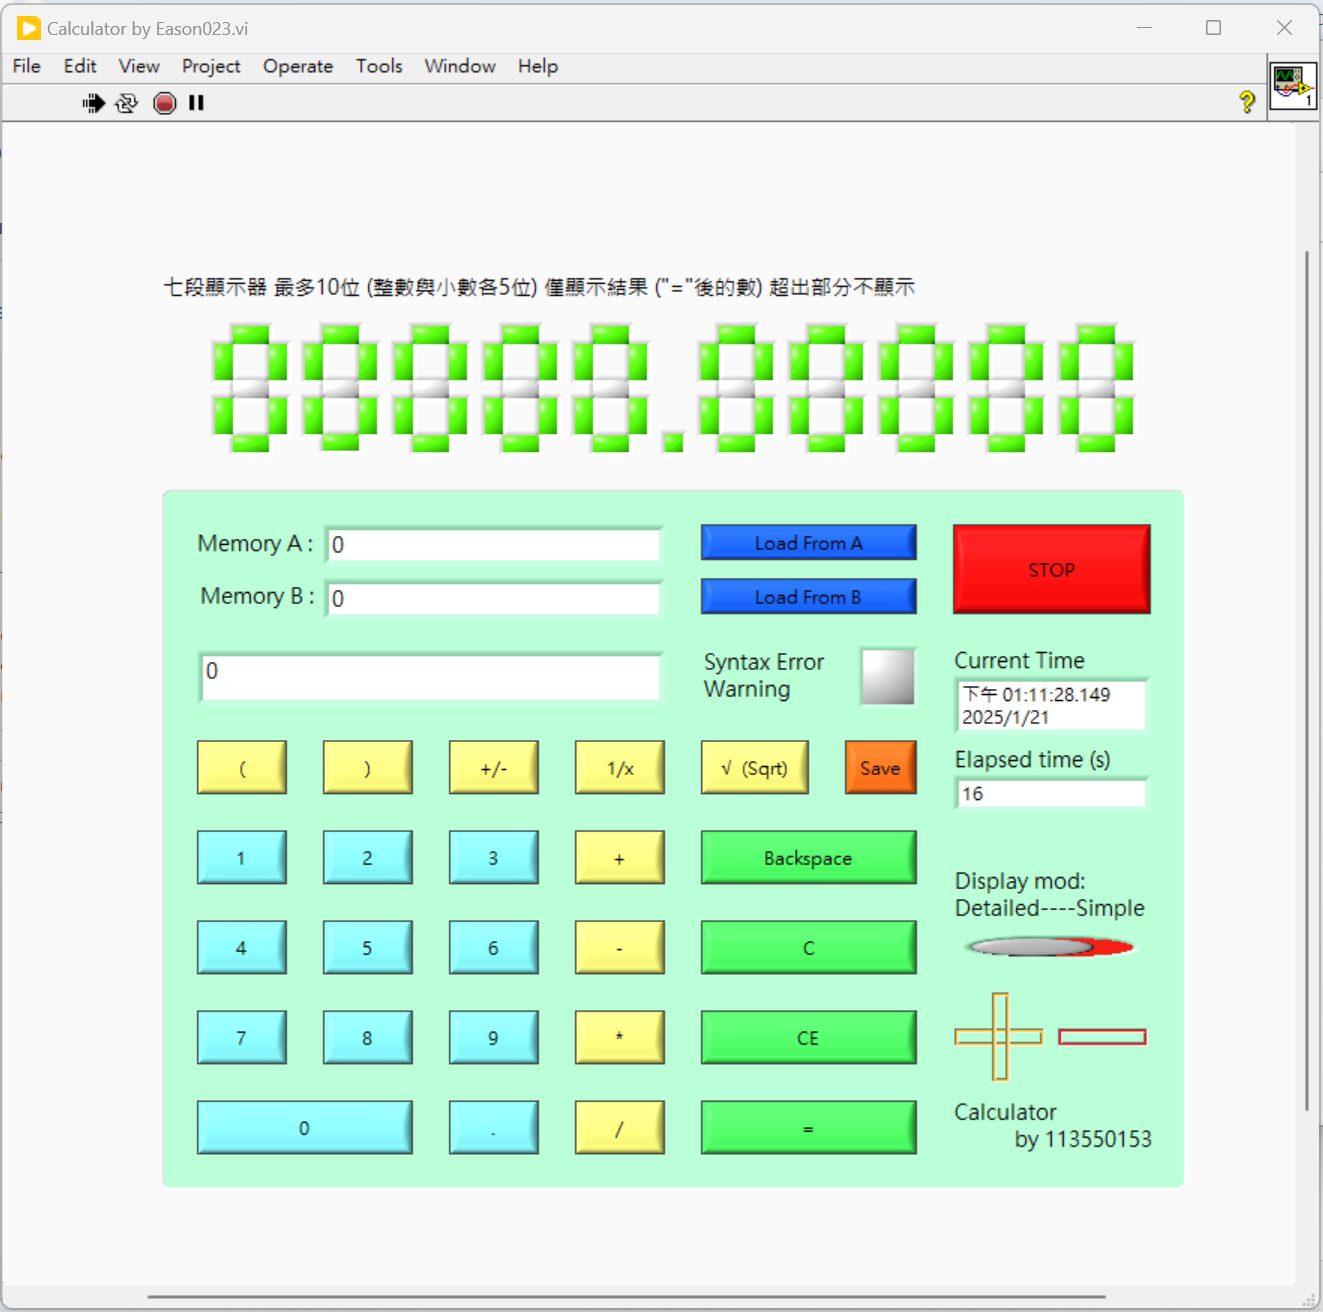 Calculator by Eason023.vi
File Edit View Project Operate Tools Window Help
?
1
七段顯示器 最多10位 (整數與小數各5位) 僅顯示結果 ("="後的數) 超出部分不顯示
00000.00000
Memory A : 0
Load From A
STOP
Memory B : 0
Load From B
0
Syntax Error
Warning
Current Time
下午 01:11:28.149
2025/1/21
Elapsed time (s)
16
( ) +/- 1/x √ (Sqrt) Save
1 2 3 + Backspace
Display mod:
Detailed----Simple
4 5 6 - C
7 8 9 * CE
0 . / =
Calculator
by 113550153